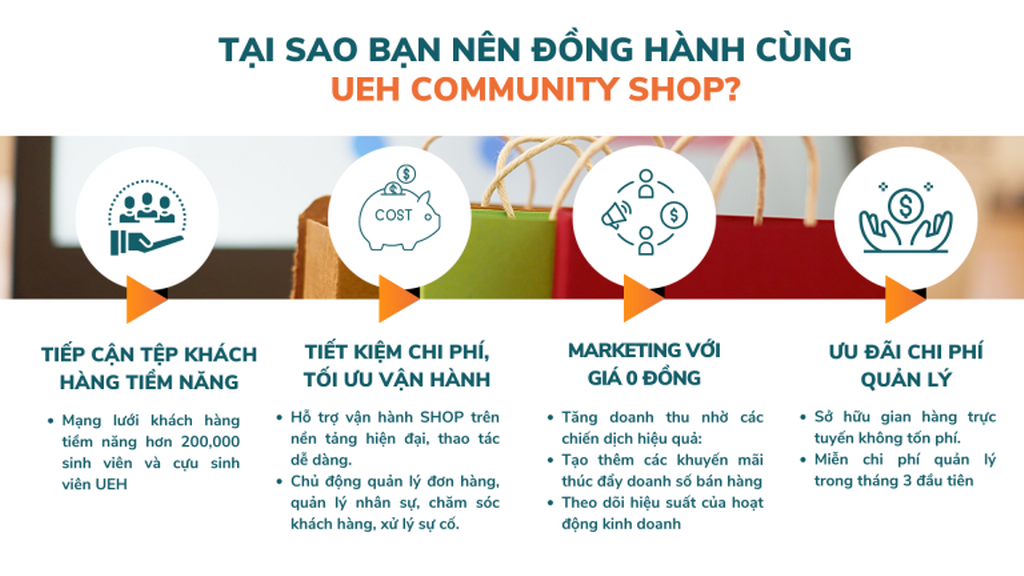 TẠI SAO BẠN NÊN ĐỒNG HÀNH CÙNG
UEH COMMUNITY SHOP?
COST
TIẾP CẬN TỆP KHÁCH
HÀNG TIỀM NĂNG
• Mạng lưới khách hàng
tiềm năng hơn 200,000
sinh viên và cựu sinh
viên UEH
TIẾT KIỆM CHI PHÍ,
TỐI ƯU VẬN HÀNH
• Hỗ trợ vận hành SHOP trên
nền tảng hiện đại, thao tác
dễ dàng.
• Chủ động quản lý đơn hàng,
quản lý nhân sự, chăm sóc
khách hàng, xử lý sự cố.
MARKETING VỚI
GIÁ 0 ĐỒNG
• Tăng doanh thu nhờ các
chiến dịch hiệu quả:
• Tạo thêm các khuyến mãi
thúc đẩy doanh số bán hàng
• Theo dõi hiệu suất của hoạt
động kinh doanh
ƯU ĐÃI CHI PHÍ
QUẢN LÝ
• Sở hữu gian hàng trực
tuyến không tốn phí.
• Miễn chi phí quản lý
trong tháng 3 đầu tiên